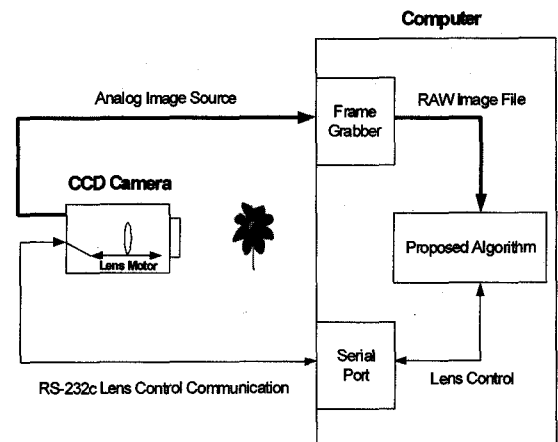 Computer
Analog Image Source
Frame
Grabber
RAW Image File
CCD Camera
Lens Motor
Proposed Algorithm
Serial
Port
Lens Control
RS-232c Lens Control Communication